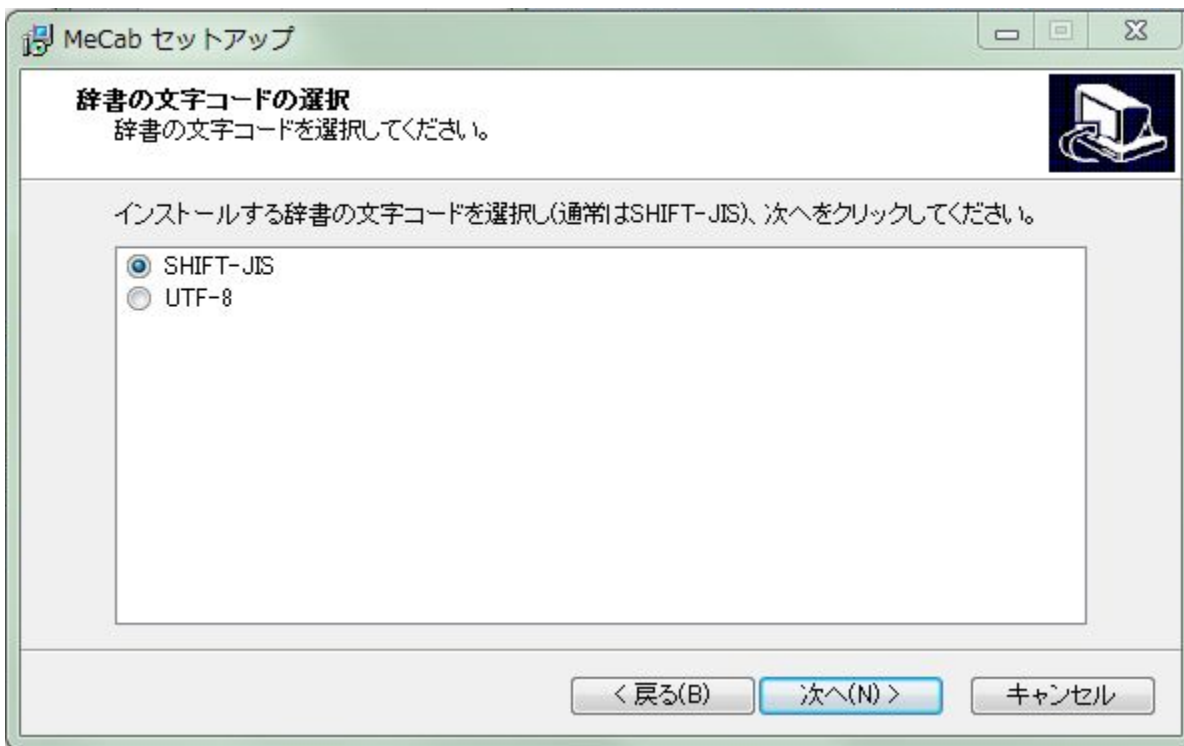 MeCab セットアップ
辞書の文字コードの選択
辞書の文字コードを選択してください。
インストールする辞書の文字コードを選択し(通常はSHIFT-JIS)、次へをクリックしてください。
SHIFT-JIS
UTF-8
< 戻る(B)
次へ(N) >
キャンセル